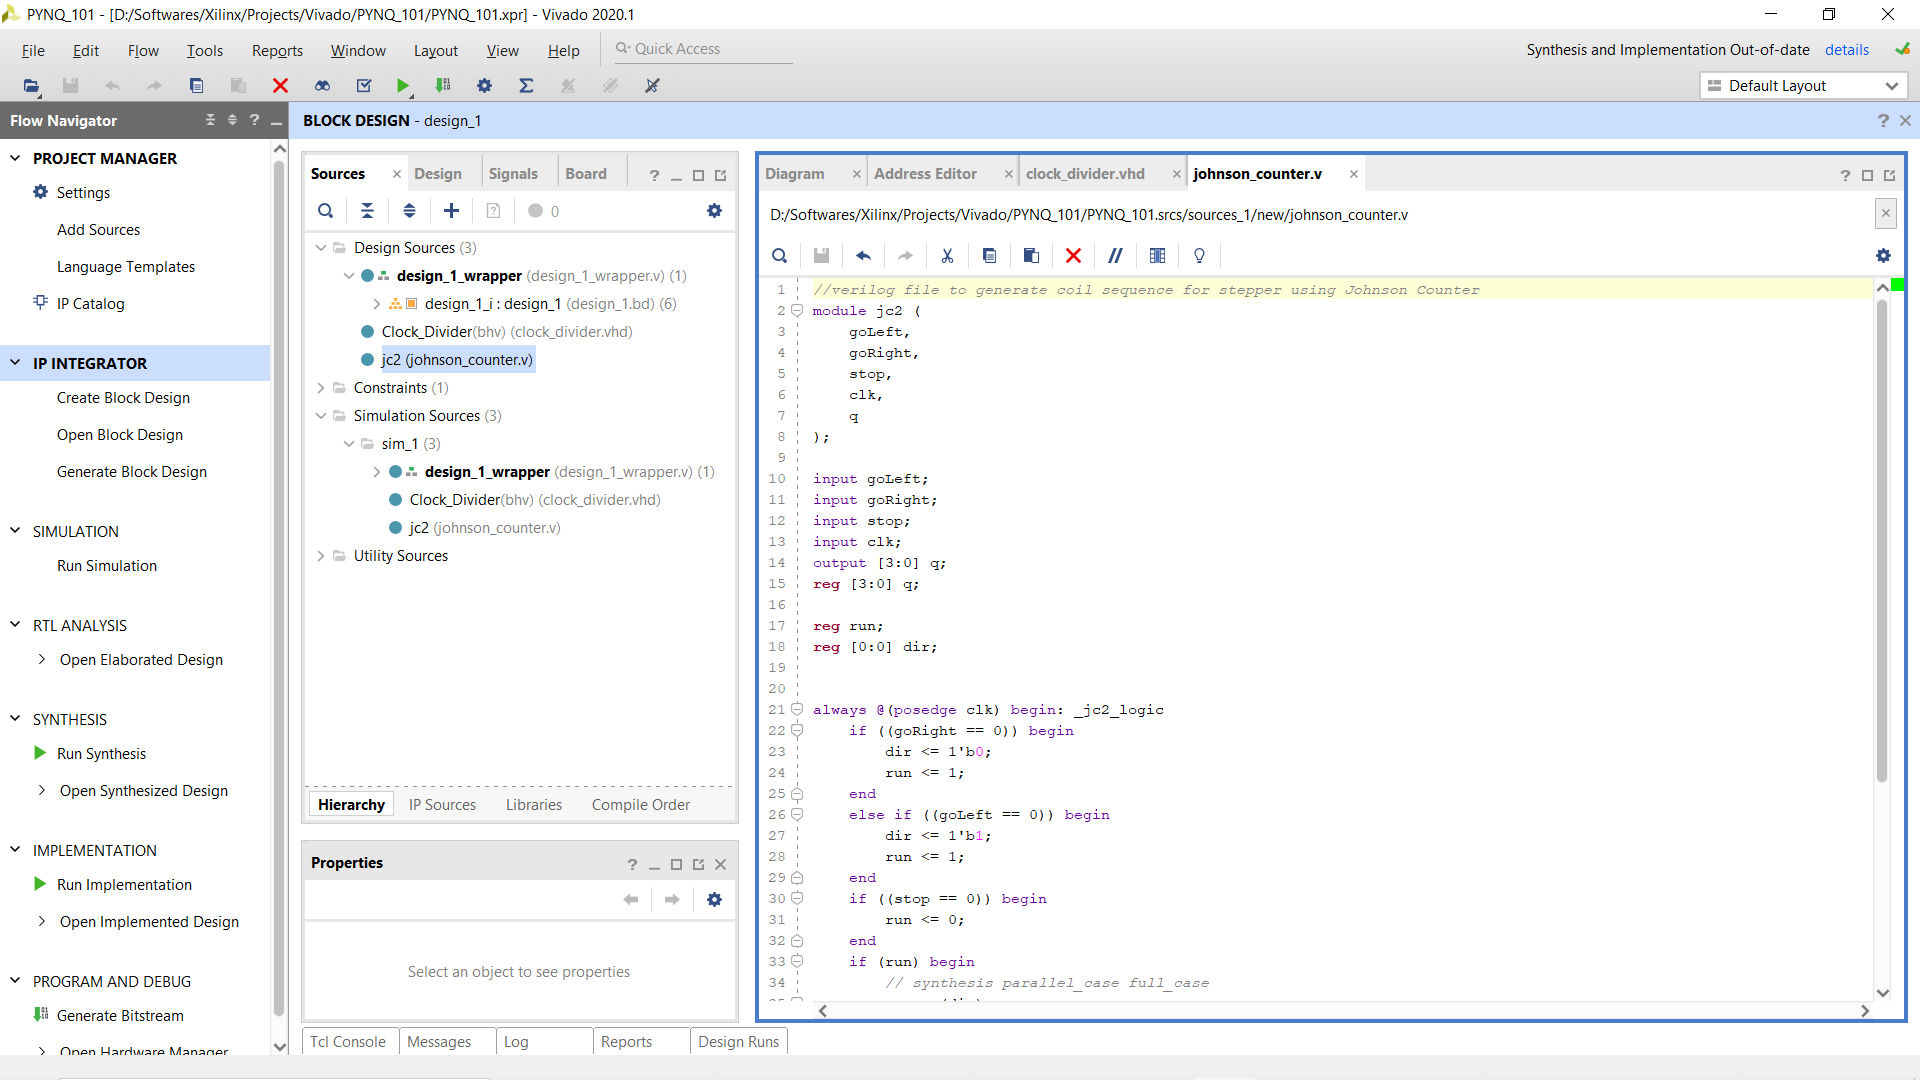 PYNQ_101 - [D:/Softwares/Xilinx/Projects/Vivado/PYNQ_101/PYNQ_101.xpr] - Vivado 2020.1
File Edit Flow Tools Reports Window Layout View Help Quick Access
Synthesis and Implementation Out-of-date details
Default Layout
Flow Navigator
PROJECT MANAGER
Settings
Add Sources
Language Templates
IP Catalog
IP INTEGRATOR
Create Block Design
Open Block Design
Generate Block Design
SIMULATION
Run Simulation
RTL ANALYSIS
Open Elaborated Design
SYNTHESIS
Run Synthesis
Open Synthesized Design
IMPLEMENTATION
Run Implementation
Open Implemented Design
PROGRAM AND DEBUG
Generate Bitstream
Open Hardware Manager
BLOCK DESIGN - design_1
Sources Design Signals Board
0
Design Sources (3)
design_1_wrapper (design_1_wrapper.v) (1)
design_1_i : design_1 (design_1.bd) (6)
Clock_Divider(bhv) (clock_divider.vhd)
jc2 (johnson_counter.v)
Constraints (1)
Simulation Sources (3)
sim_1 (3)
design_1_wrapper (design_1_wrapper.v) (1)
Clock_Divider(bhv) (clock_divider.vhd)
jc2 (johnson_counter.v)
Utility Sources
Hierarchy IP Sources Libraries Compile Order
Properties
Select an object to see properties
Diagram Address Editor clock_divider.vhd johnson_counter.v
D:/Softwares/Xilinx/Projects/Vivado/PYNQ_101/PYNQ_101.srcs/sources_1/new/johnson_counter.v
1 //verilog file to generate coil sequence for stepper using Johnson Counter
2 module jc2 (
3 goLeft,
4 goRight,
5 stop,
6 clk,
7 q
8 );
9
10 input goLeft;
11 input goRight;
12 input stop;
13 input clk;
14 output [3:0] q;
15 reg [3:0] q;
16
17 reg run;
18 reg [0:0] dir;
19
20
21 always @(posedge clk) begin: _jc2_logic
22 if ((goRight == 0)) begin
23 dir <= 1'b0;
24 run <= 1;
25 end
26 else if ((goLeft == 0)) begin
27 dir <= 1'b1;
28 run <= 1;
29 end
30 if ((stop == 0)) begin
31 run <= 0;
32 end
33 if (run) begin
34 // synthesis parallel_case full_case
Tcl Console Messages Log Reports Design Runs